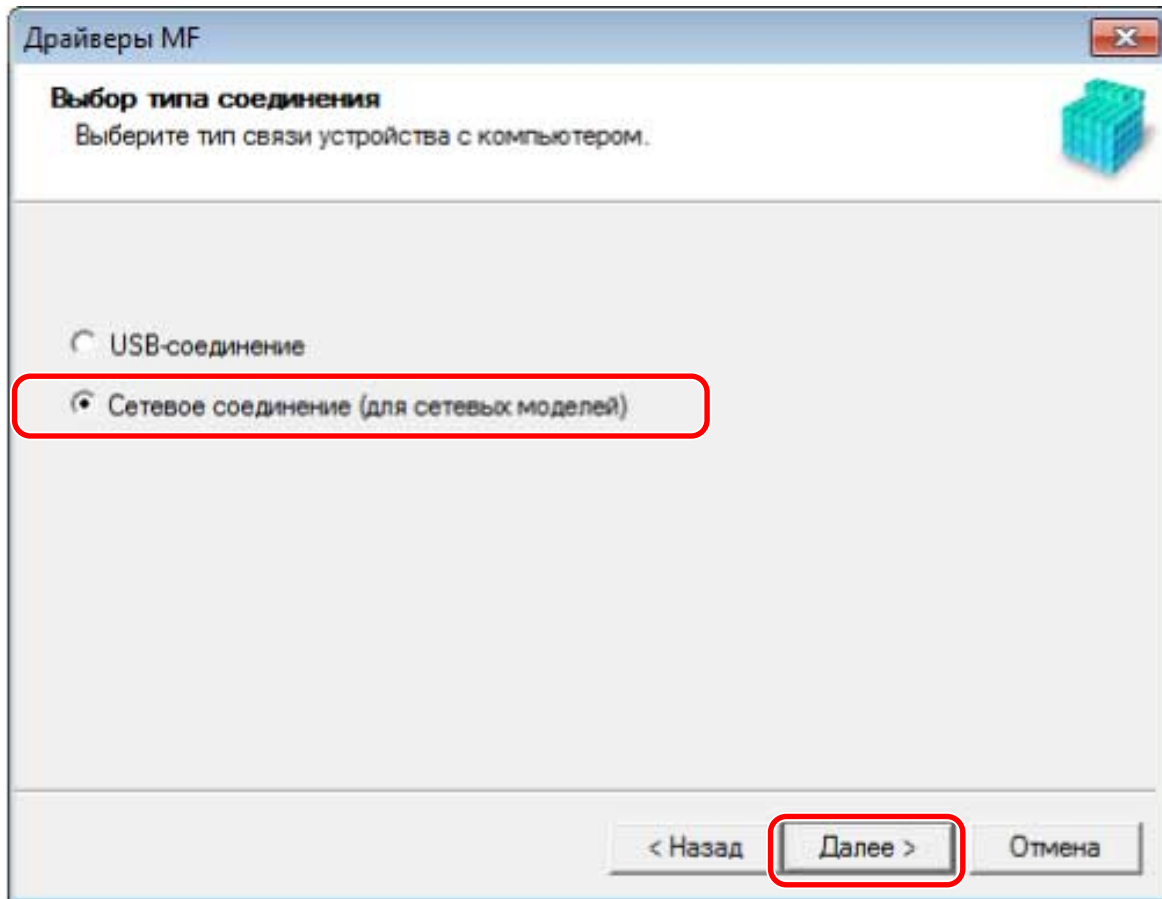 Драйверы MF
Выбор типа соединения
Выберите тип связи устройства с компьютером.
USB-соединение
Сетевое соединение (для сетевых моделей)
< Назад
Далее >
Отмена